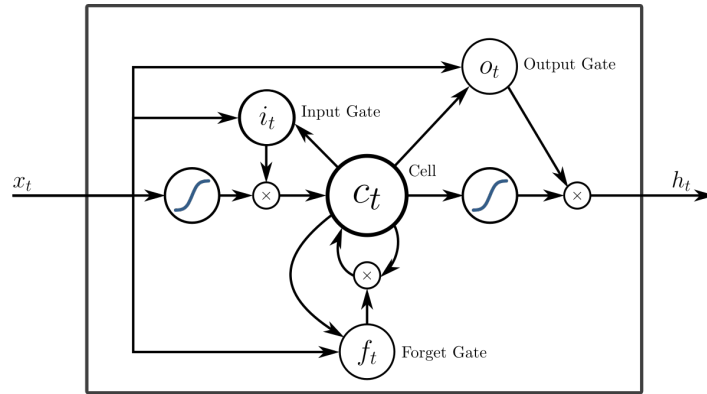 o_t Output Gate
i_t Input Gate
x_t
×
c_t
Cell
×
h_t
×
f_t Forget Gate